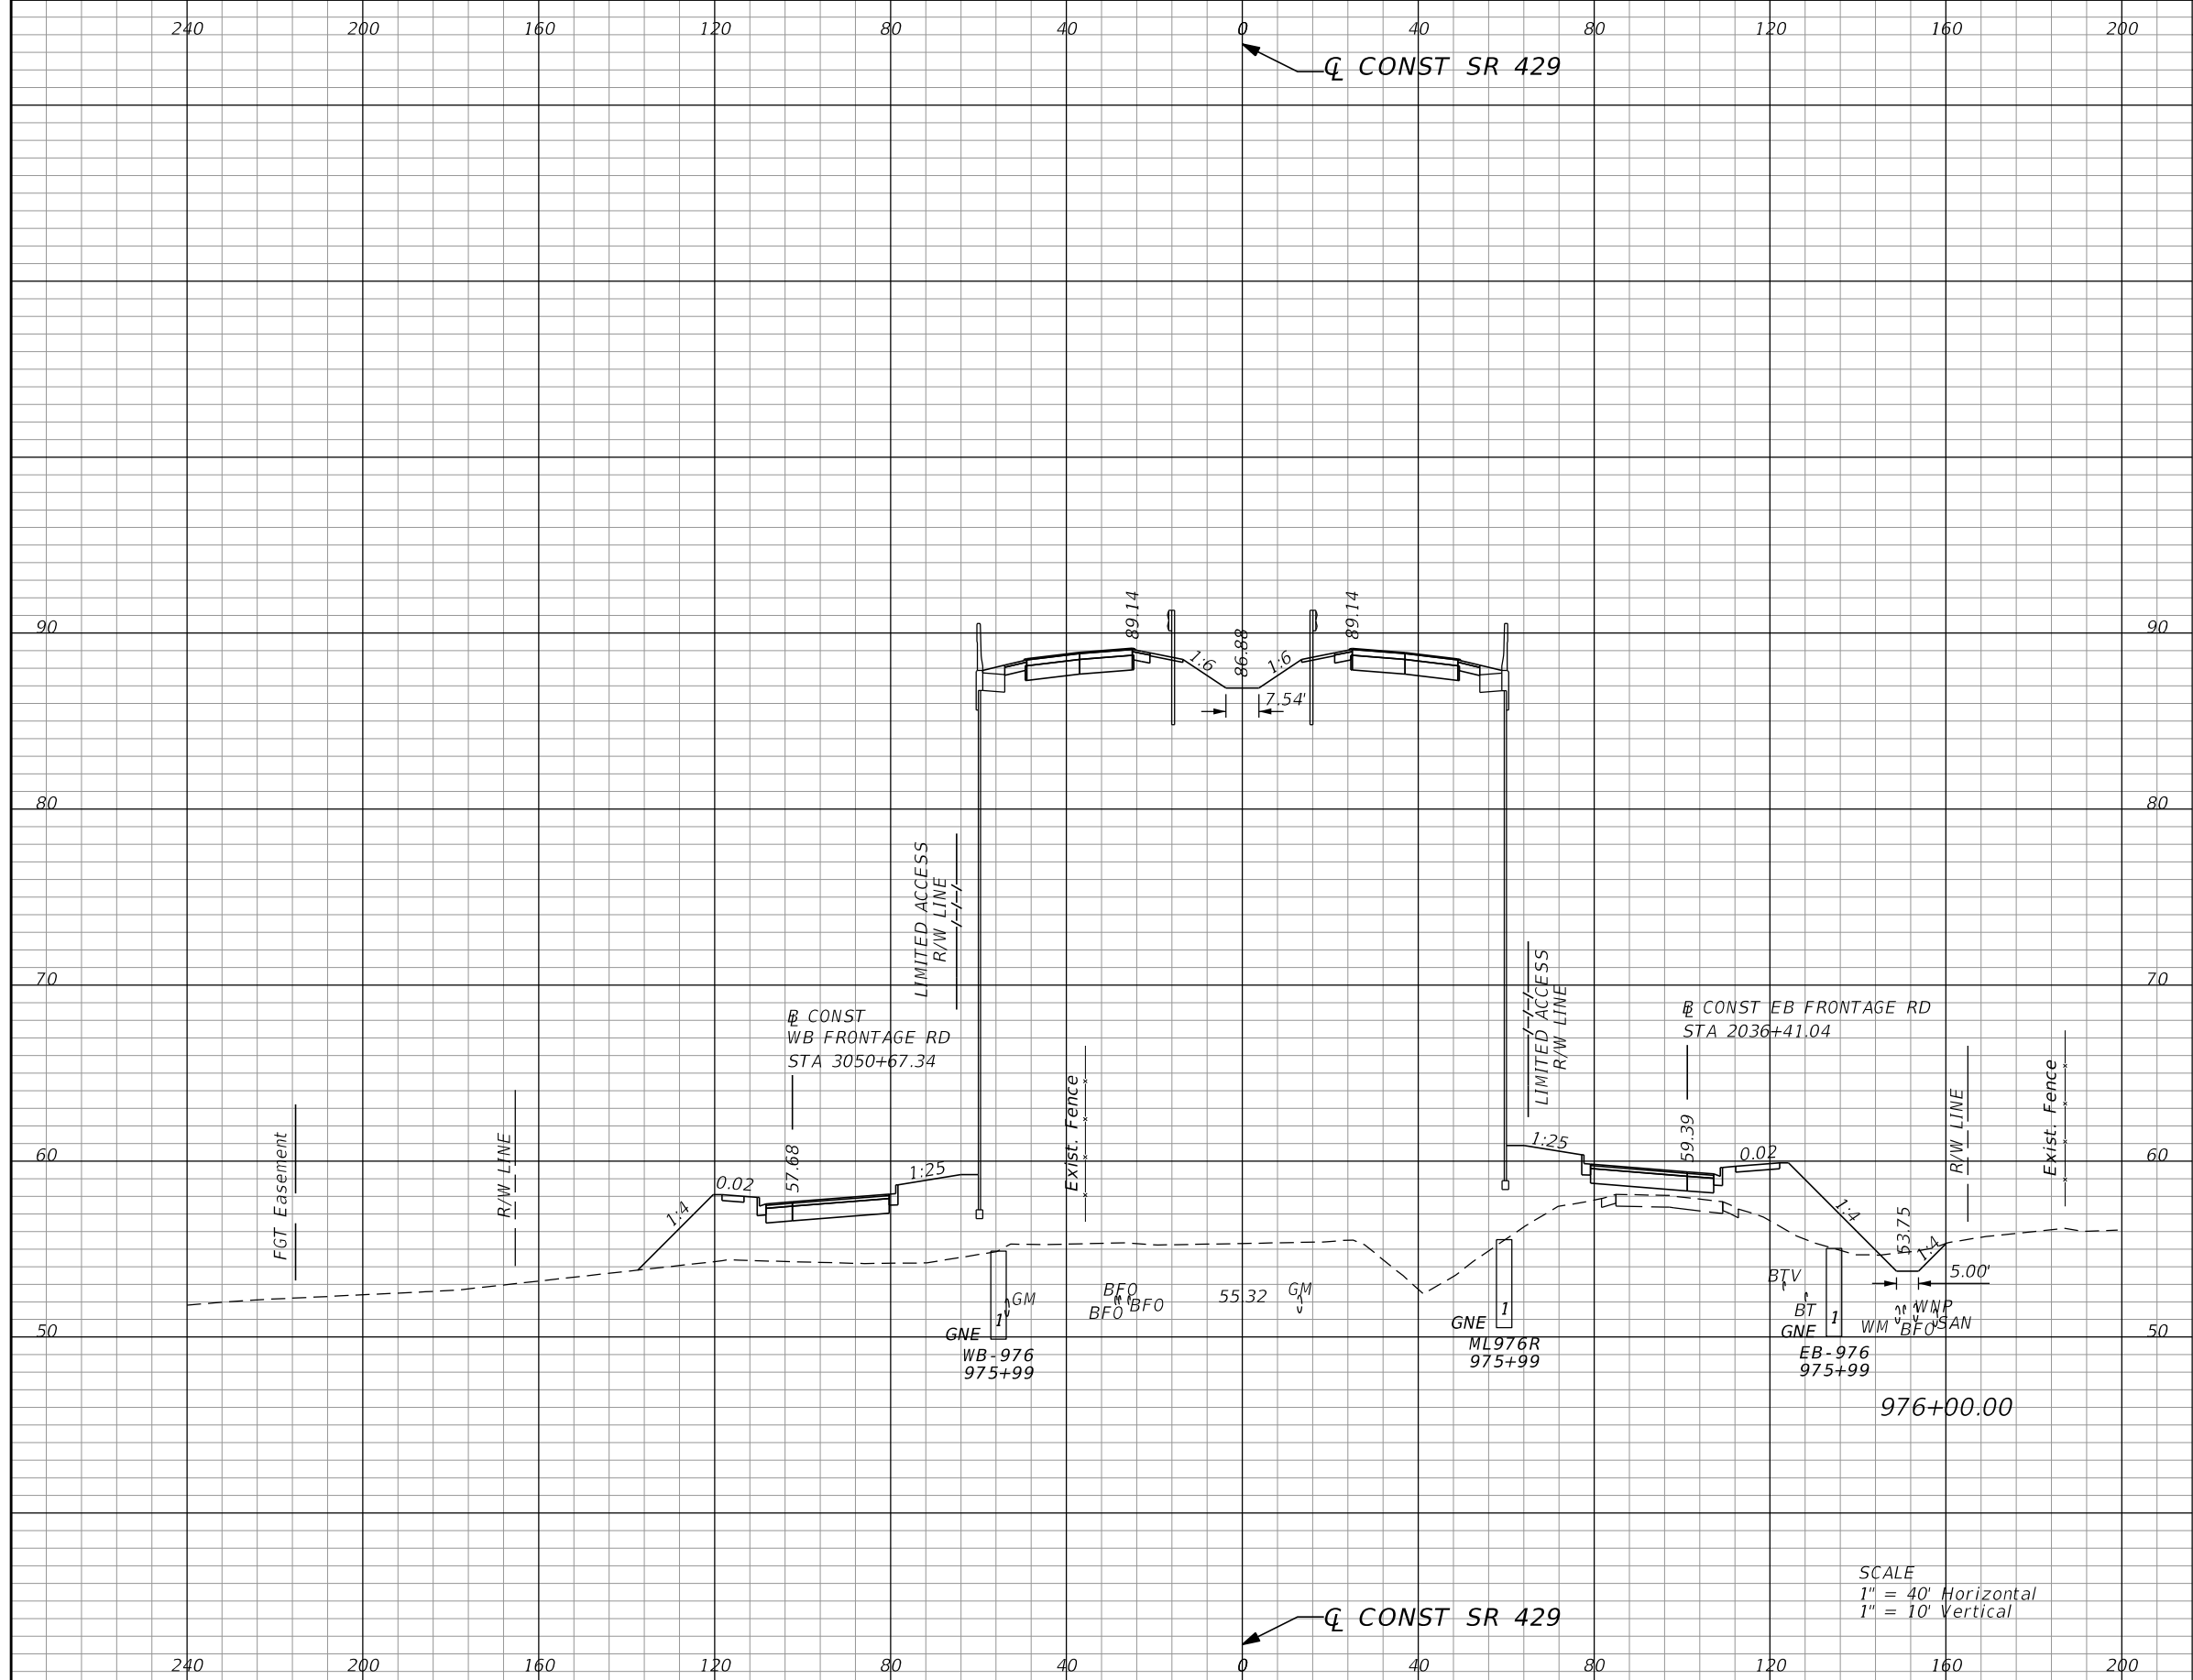 240 200 160 120 80 40 0 40 80 120 160 200
℄ CONST SR 429
89.14
86.88
89.14
90
90
1:6
1:6
7.54'
80
80
LIMITED ACCESS
R/W LINE
70
70
LIMITED ACCESS
R/W LINE
BL CONST
WB FRONTAGE RD
STA 3050+67.34
BL CONST EB FRONTAGE RD
STA 2036+41.04
FGT Easement
R/W LINE
57.68
Exist. Fence
59.39
R/W LINE
Exist. Fence
60
60
1:4
0.02
1:25
1:25
0.02
1:4
53.75
1:4
5.00'
GM
BFO
BFO
BFO
55.32
GM
BTV
BT
WM
WNP
BFO
SAN
50
50
GNE
1
WB-976
975+99
GNE
1
ML976R
975+99
GNE
1
EB-976
975+99
976+00.00
SCALE
1" = 40' Horizontal
1" = 10' Vertical
℄ CONST SR 429
240 200 160 120 80 40 0 40 80 120 160 200